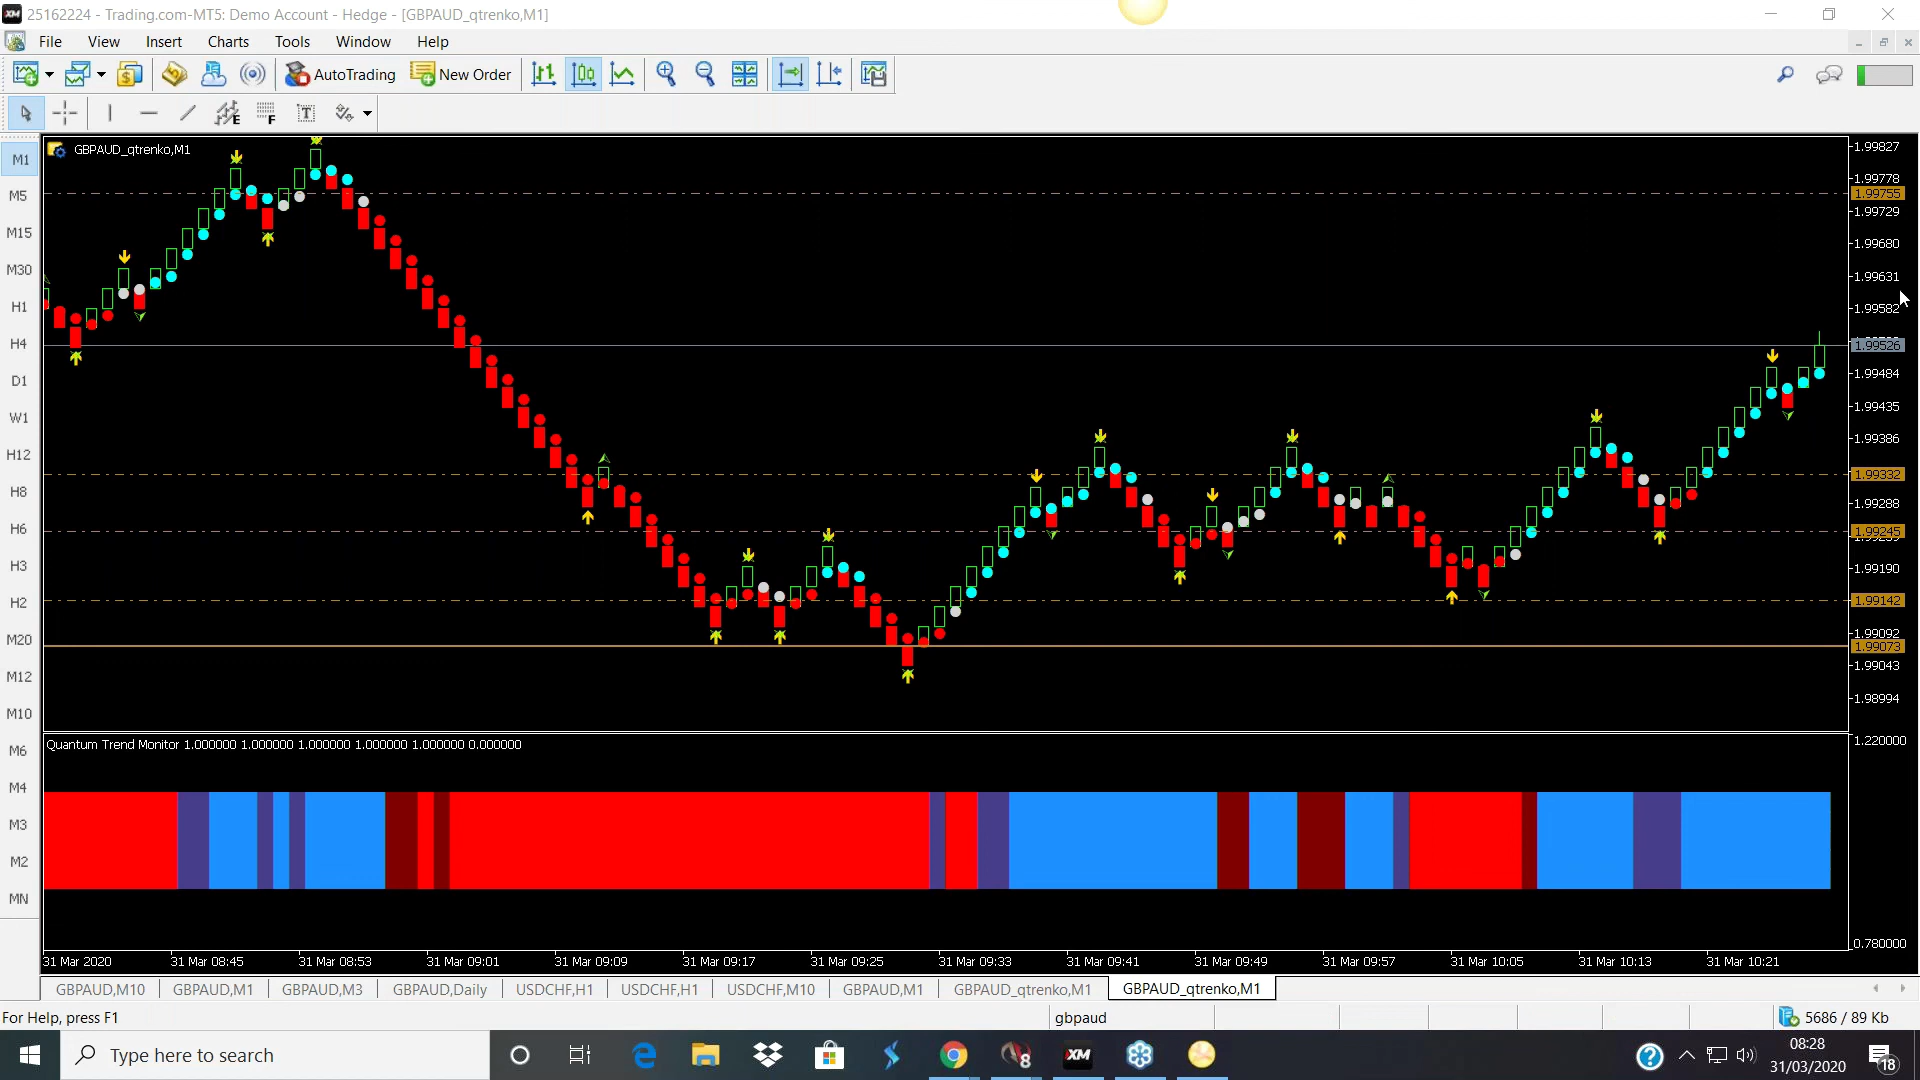 25162224 - Trading.com-MT5: Demo Account - Hedge - [GBPAUD_qtrenko,M1]
File View Insert Charts Tools Window Help
AutoTrading New Order
E F T
M1
M5
M15
M30
H1
H4
D1
W1
H12
H8
H6
H3
H2
M20
M12
M10
M6
M4
M3
M2
MN
GBPAUD_qtrenko,M1
1.99827
1.99778
1.99755
1.99729
1.99680
1.99631
1.99582
1.99526
1.99484
1.99435
1.99386
1.99332
1.99288
1.99245
1.99190
1.99142
1.99092
1.99073
1.99043
1.98994
Quantum Trend Monitor 1.000000 1.000000 1.000000 1.000000 1.000000 0.000000
1.220000
0.780000
31 Mar 2020 31 Mar 08:45 31 Mar 08:53 31 Mar 09:01 31 Mar 09:09 31 Mar 09:17 31 Mar 09:25 31 Mar 09:33 31 Mar 09:41 31 Mar 09:49 31 Mar 09:57 31 Mar 10:05 31 Mar 10:13 31 Mar 10:21
GBPAUD,M10 GBPAUD,M1 GBPAUD,M3 GBPAUD,Daily USDCHF,H1 USDCHF,H1 USDCHF,M10 GBPAUD,M1 GBPAUD_qtrenko,M1 GBPAUD_qtrenko,M1
For Help, press F1 gbpaud 5686 / 89 Kb
Type here to search
8
XM
08:28
31/03/2020
18